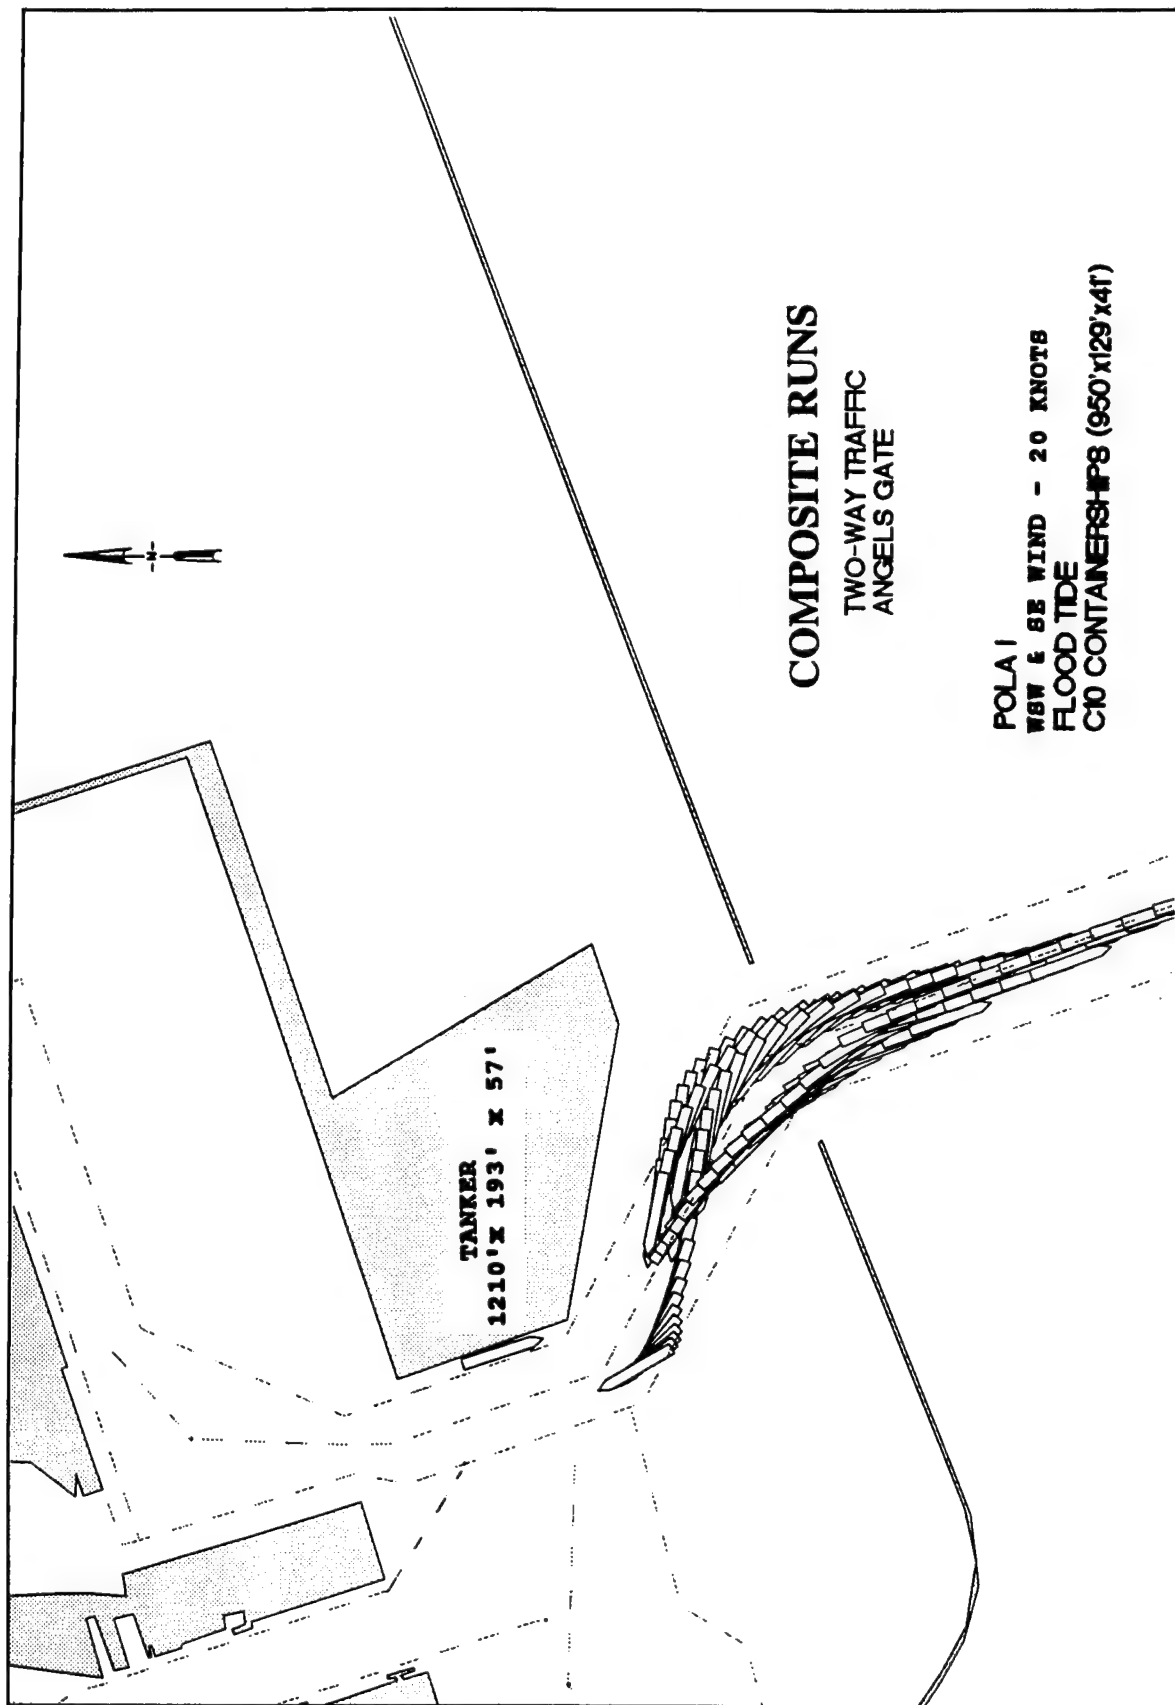 TANKER
1210'X 193' x 57'
COMPOSITE RUNS
TWO-WAY TRAFFIC
ANGELS GATE
POLA I
WSW & SE WIND - 20 KNOTS
FLOOD TIDE
C10 CONTAINERSHIPS (950'x129'x41')
-N-